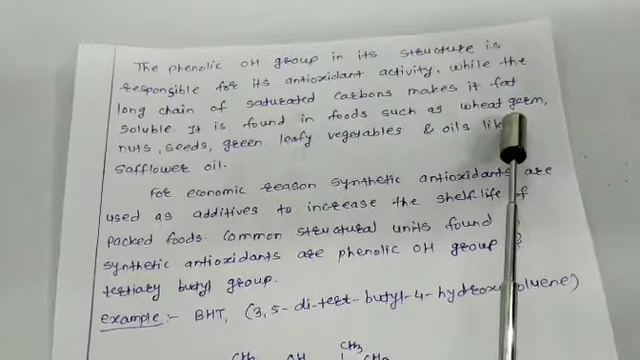 The phenolic OH group in its structure is
responsible for its antioxidant activity, while the
long chain of saturated carbons makes it fat
soluble. It is found in foods such as wheat germ,
nuts, seeds, green leafy vegetables & oils
safflower oil.
For economic reason synthetic antioxidants are
used as additives to increase the shelf life of
packed foods. Common structural units found
synthetic antioxidants are phenolic OH group
tertiary butyl group.
example :- BHT, (3,5-di-tert-butyl-4-hydroxytoluene)
CH3
CH3 OH CH3